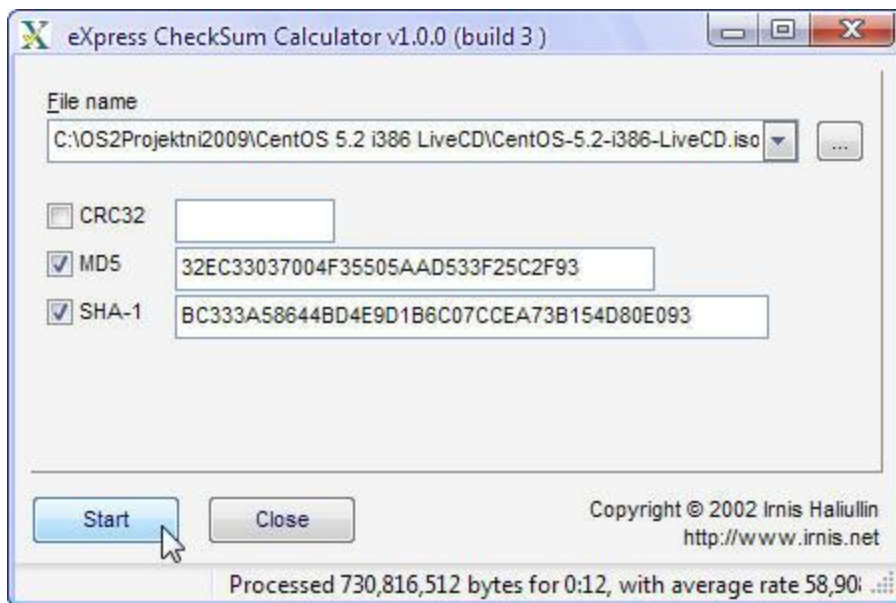 eXpress CheckSum Calculator v1.0.0 (build 3 )
File name
C:\OS2Projektni2009\CentOS 5.2 i386 LiveCD\CentOS-5.2-i386-LiveCD.iso
...
CRC32
MD5 32EC33037004F35505AAD533F25C2F93
SHA-1 BC333A58644BD4E9D1B6C07CCEA73B154D80E093
Start Close
Copyright © 2002 Irnis Haliullin
http://www.irnis.net
Processed 730,816,512 bytes for 0:12, with average rate 58,90